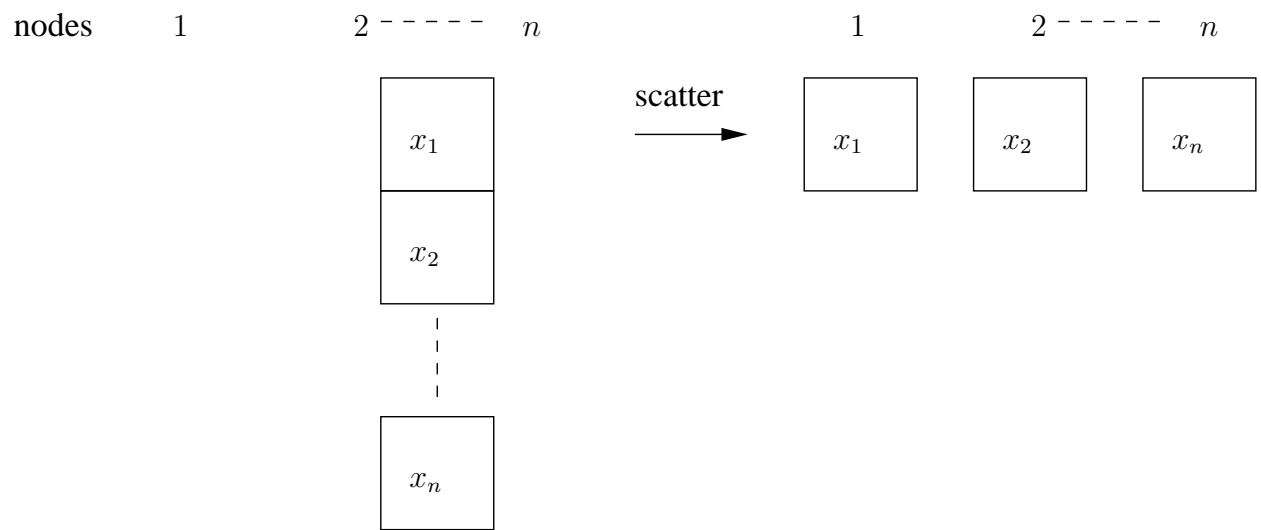 nodes 1 2 n 1 2 n
scatter
x₁ x₁ x₂ xₙ
x₂
xₙ